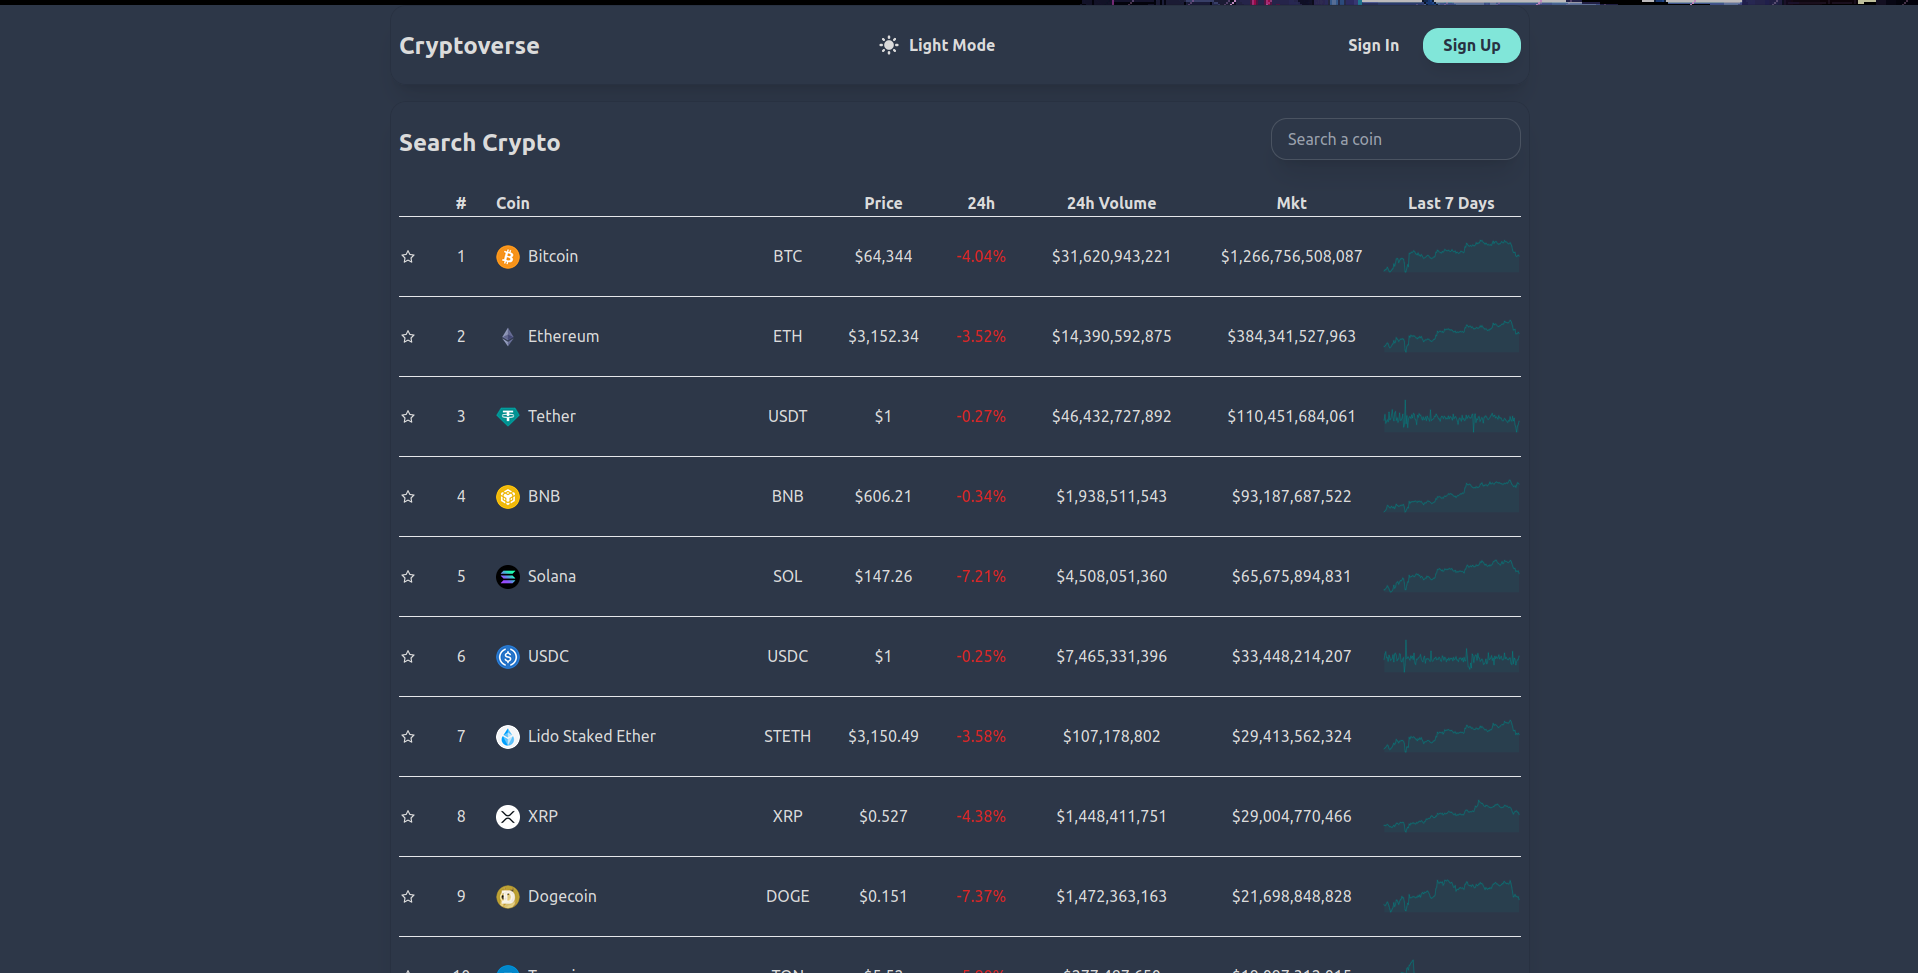 Cryptoverse Light Mode Sign In Sign Up
Search Crypto Search a coin
# Coin Price 24h 24h Volume Mkt Last 7 Days
1 Bitcoin BTC $64,344 -4.04% $31,620,943,221 $1,266,756,508,087
2 Ethereum ETH $3,152.34 -3.52% $14,390,592,875 $384,341,527,963
3 Tether USDT $1 -0.27% $46,432,727,892 $110,451,684,061
4 BNB BNB $606.21 -0.34% $1,938,511,543 $93,187,687,522
5 Solana SOL $147.26 -7.21% $4,508,051,360 $65,675,894,831
6 USDC USDC $1 -0.25% $7,465,331,396 $33,448,214,207
7 Lido Staked Ether STETH $3,150.49 -3.58% $107,178,802 $29,413,562,324
8 XRP XRP $0.527 -4.38% $1,448,411,751 $29,004,770,466
9 Dogecoin DOGE $0.151 -7.37% $1,472,363,163 $21,698,848,828
10 TON